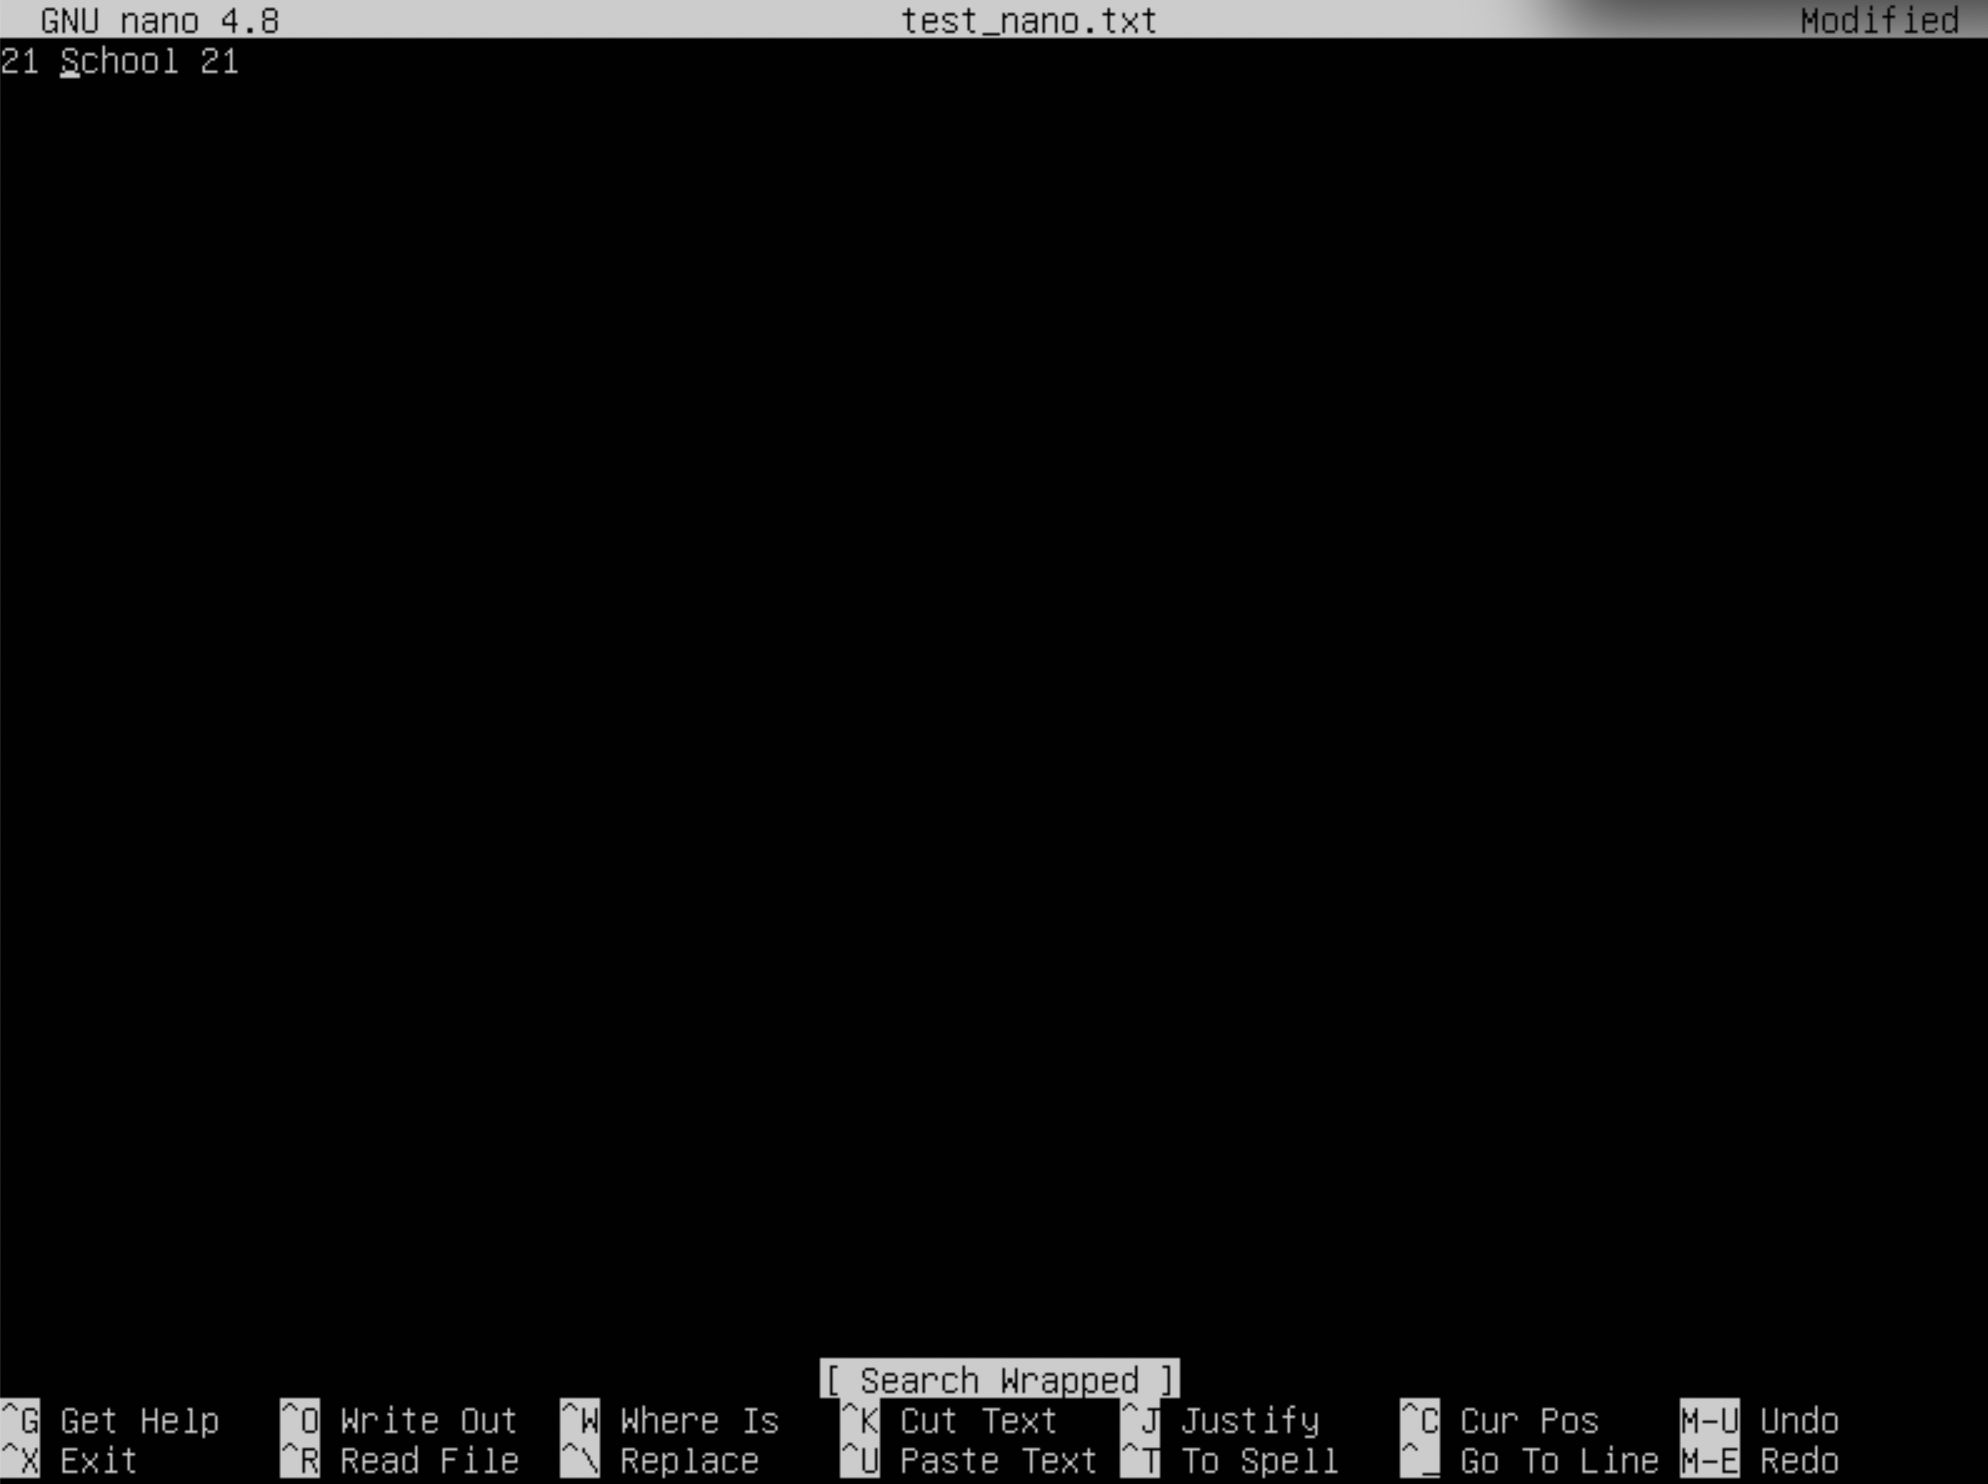 GNU nano 4.8 test_nano.txt Modified
21 School 21
[ Search Wrapped ]
^G Get Help ^O Write Out ^W Where Is ^K Cut Text ^J Justify ^C Cur Pos M-U Undo
^X Exit ^R Read File ^\ Replace ^U Paste Text ^T To Spell ^_ Go To Line M-E Redo